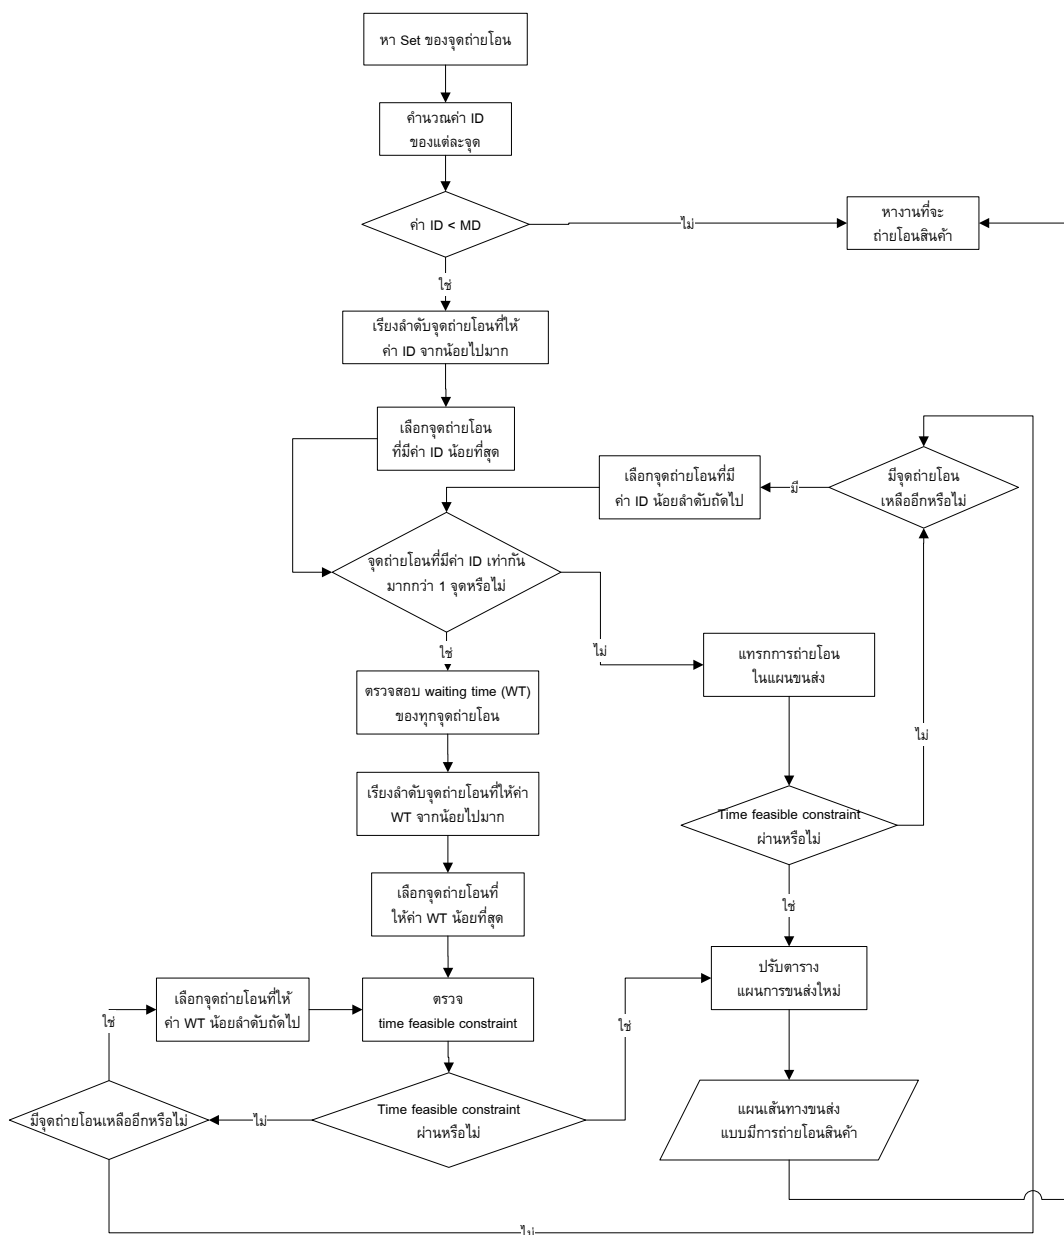 หา Set ของจุดถ่ายโอน
คำนวณค่า ID
ของแต่ละจุด
ค่า ID < MD
ไม่
หางานที่จะ
ถ่ายโอนสินค้า
ใช่
เรียงลำดับจุดถ่ายโอนที่ให้
ค่า ID จากน้อยไปมาก
เลือกจุดถ่ายโอน
ที่มีค่า ID น้อยที่สุด
เลือกจุดถ่ายโอนที่มี
ค่า ID น้อยลำดับถัดไป
มี
มีจุดถ่ายโอน
เหลืออีกหรือไม่
จุดถ่ายโอนที่มีค่า ID เท่ากัน
มากกว่า 1 จุดหรือไม่
ใช่
ไม่
แทรกการถ่ายโอน
ในแผนขนส่ง
ตรวจสอบ waiting time (WT)
ของทุกจุดถ่ายโอน
ไม่
เรียงลำดับจุดถ่ายโอนที่ให้ค่า
WT จากน้อยไปมาก
Time feasible constraint
ผ่านหรือไม่
เลือกจุดถ่ายโอนที่
ให้ค่า WT น้อยที่สุด
ใช่
เลือกจุดถ่ายโอนที่ให้
ค่า WT น้อยลำดับถัดไป
ตรวจ
time feasible constraint
ปรับตาราง
แผนการขนส่งใหม่
ใช่
ใช่
มีจุดถ่ายโอนเหลืออีกหรือไม่
ไม่
Time feasible constraint
ผ่านหรือไม่
แผนเส้นทางขนส่ง
แบบมีการถ่ายโอนสินค้า
ไม่